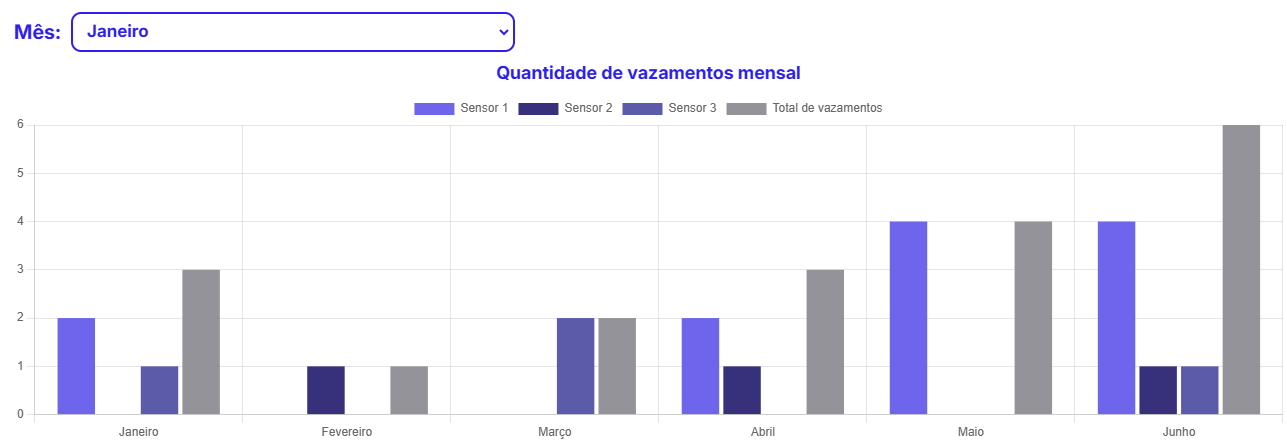 Mês: Janeiro
Quantidade de vazamentos mensal
Sensor 1 Sensor 2 Sensor 3 Total de vazamentos
6
5
4
3
2
1
0
Janeiro Fevereiro Março Abril Maio Junho